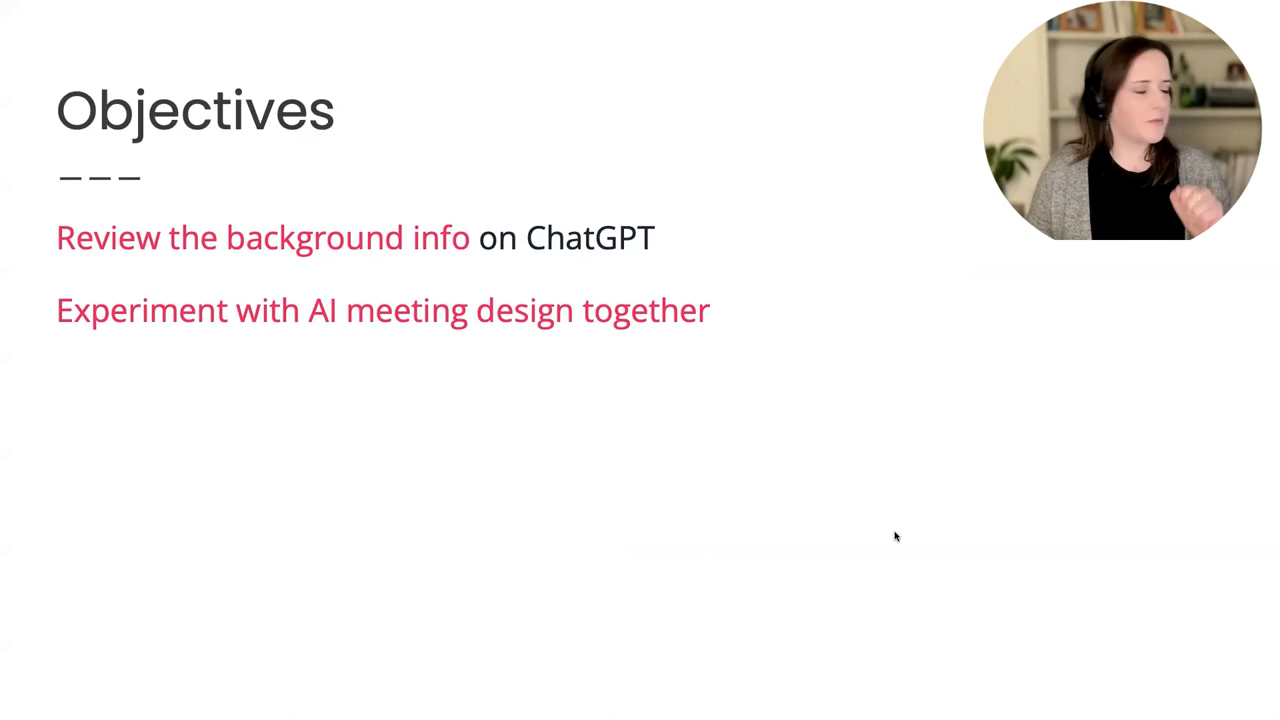 Objectives
Review the background info on ChatGPT
Experiment with AI meeting design together